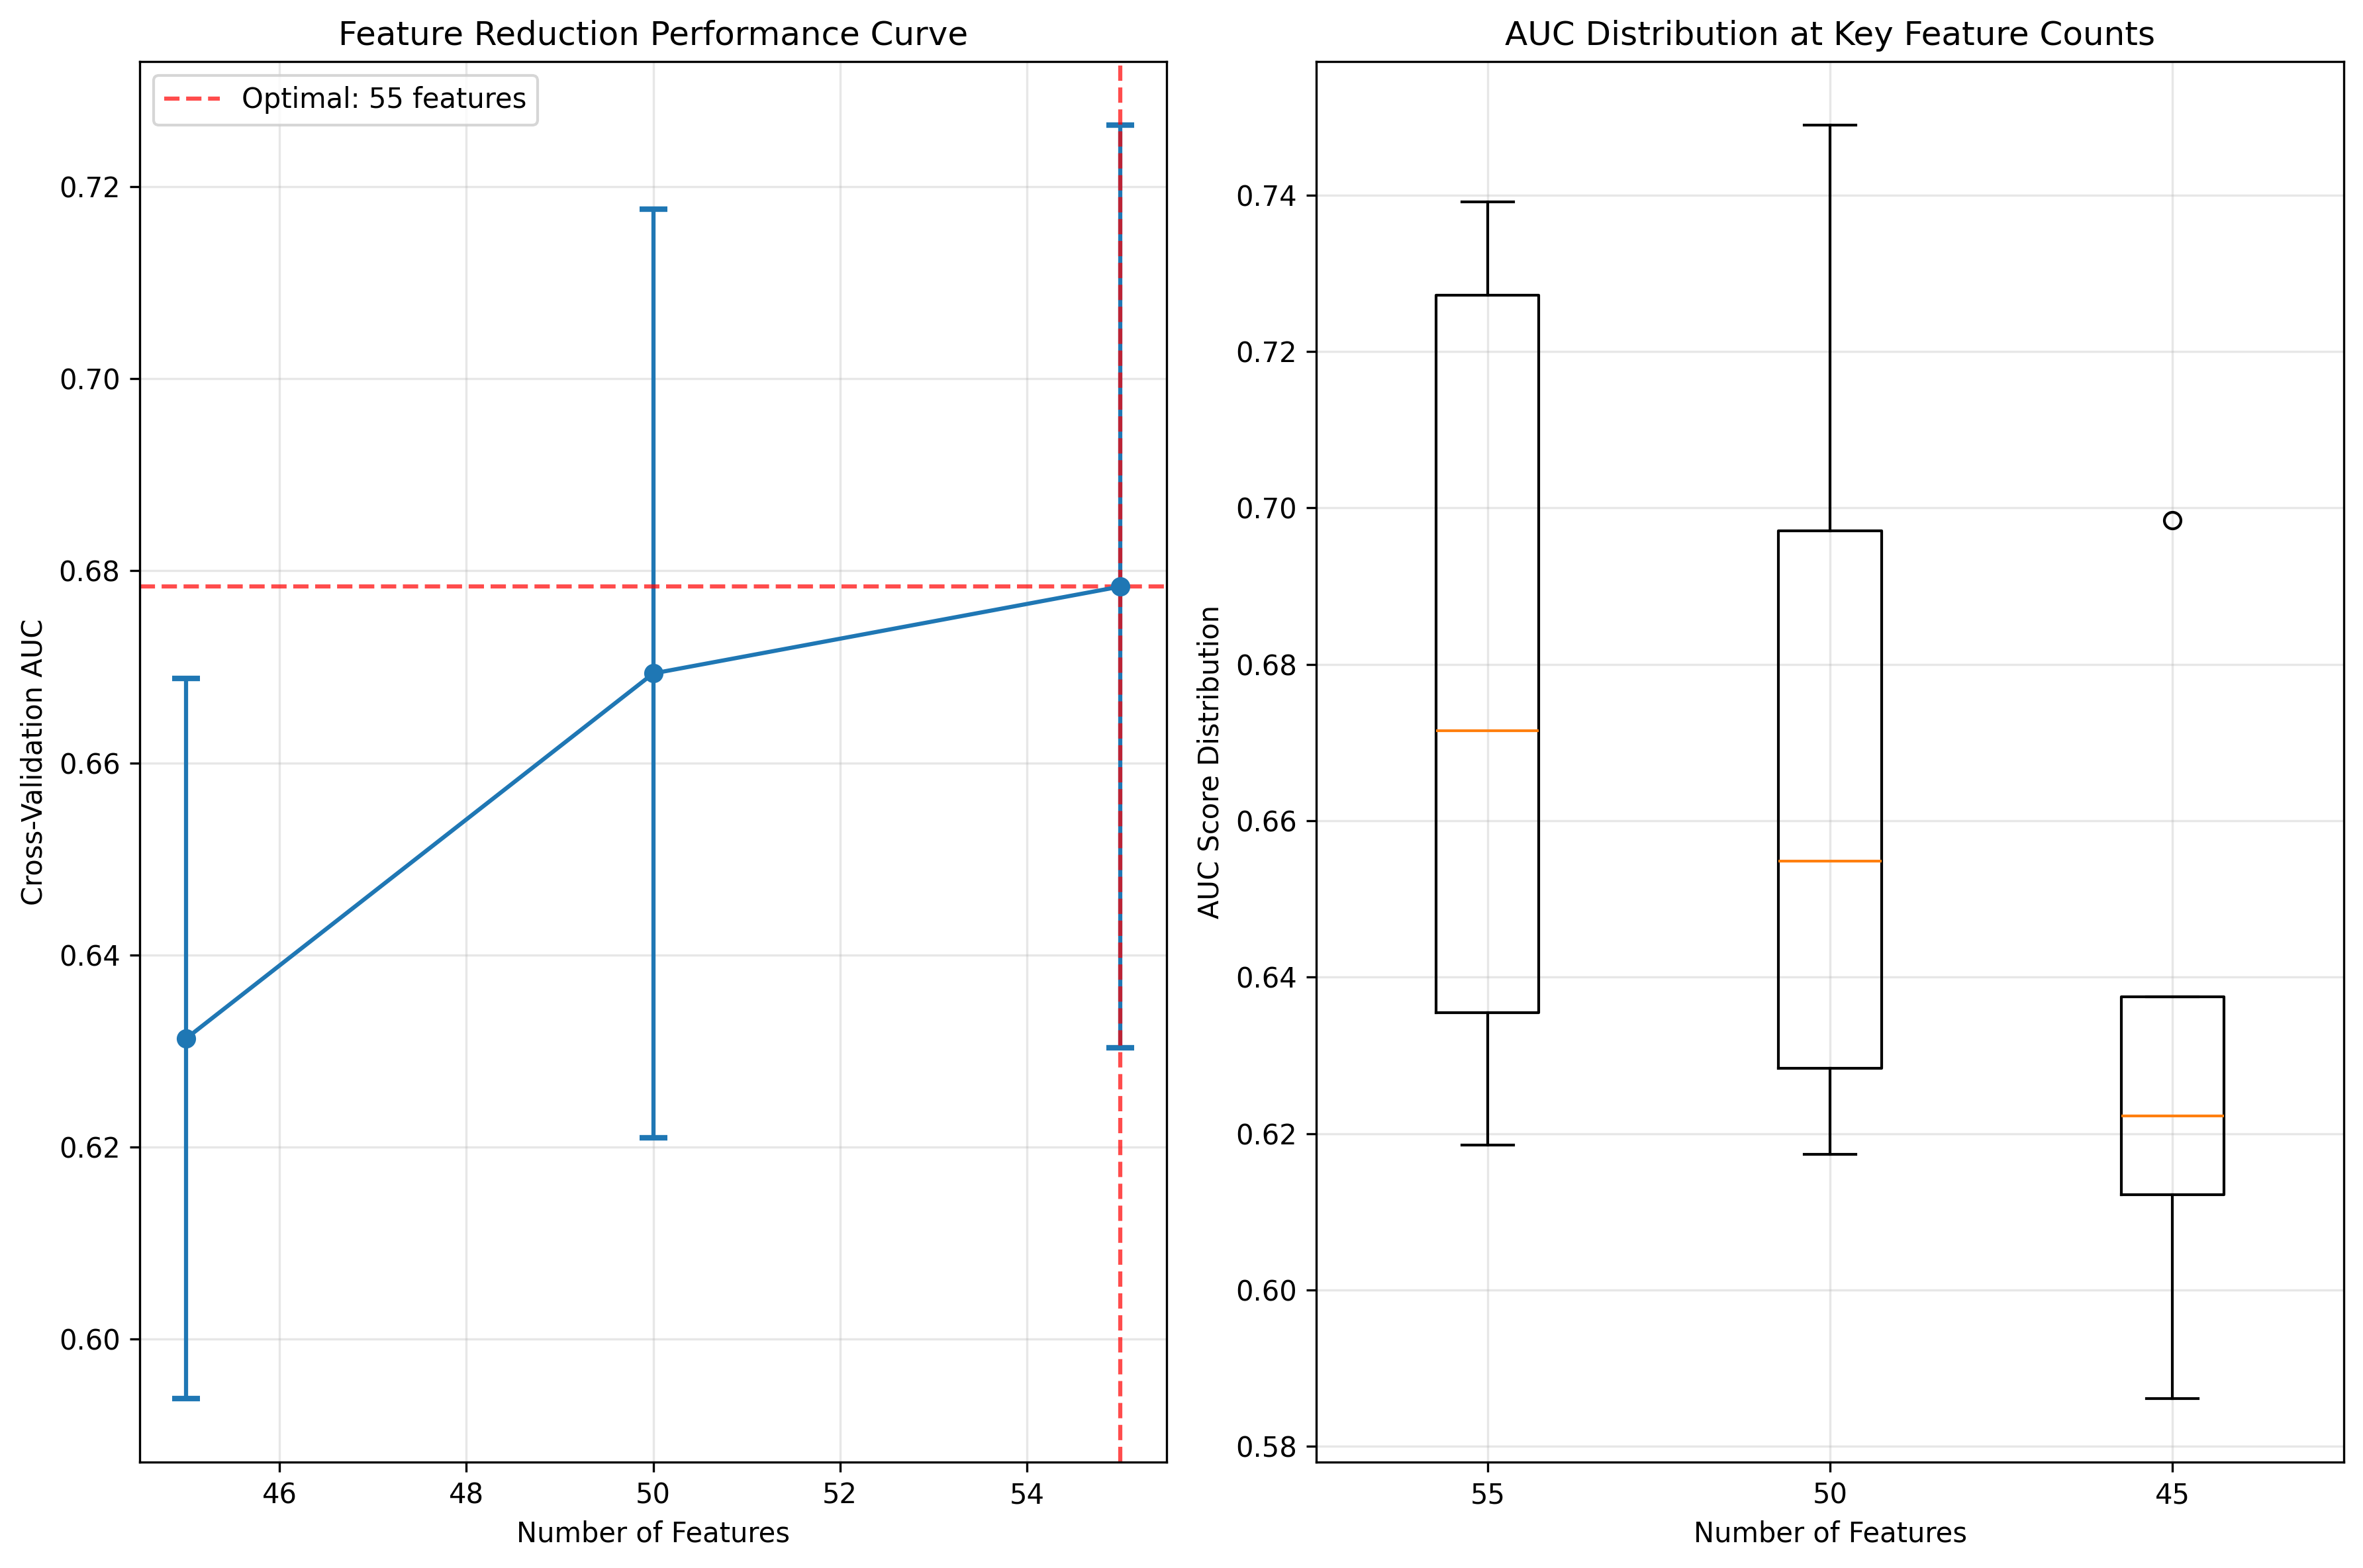 Feature Reduction Performance Curve
Optimal: 55 features
Cross-Validation AUC
0.72
0.70
0.68
0.66
0.64
0.62
0.60
46 48 50 52 54
Number of Features
AUC Distribution at Key Feature Counts
AUC Score Distribution
0.74
0.72
0.70
0.68
0.66
0.64
0.62
0.60
0.58
55 50 45
Number of Features